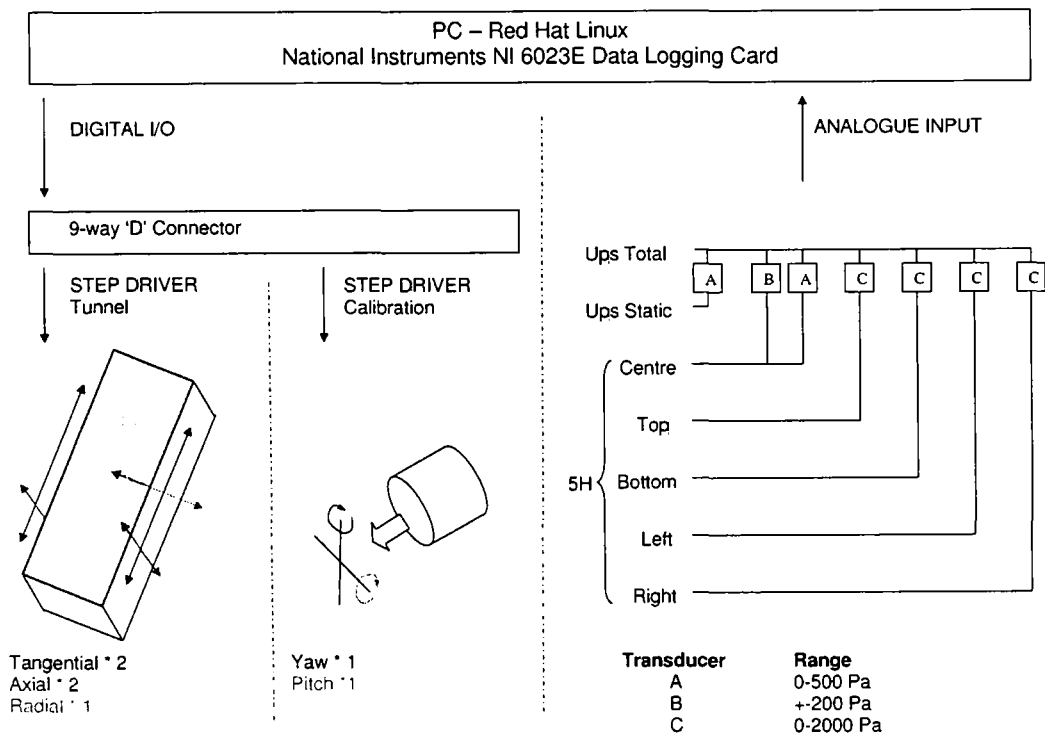 PC – Red Hat Linux
National Instruments NI 6023E Data Logging Card
DIGITAL I/O
ANALOGUE INPUT
9-way 'D' Connector
STEP DRIVER
Tunnel
STEP DRIVER
Calibration
Ups Total
A
B
A
C
C
C
C
Ups Static
Centre
Top
5H
Bottom
Left
Right
Tangential * 2
Axial * 2
Radial * 1
Yaw * 1
Pitch * 1
Transducer Range
A 0-500 Pa
B +-200 Pa
C 0-2000 Pa